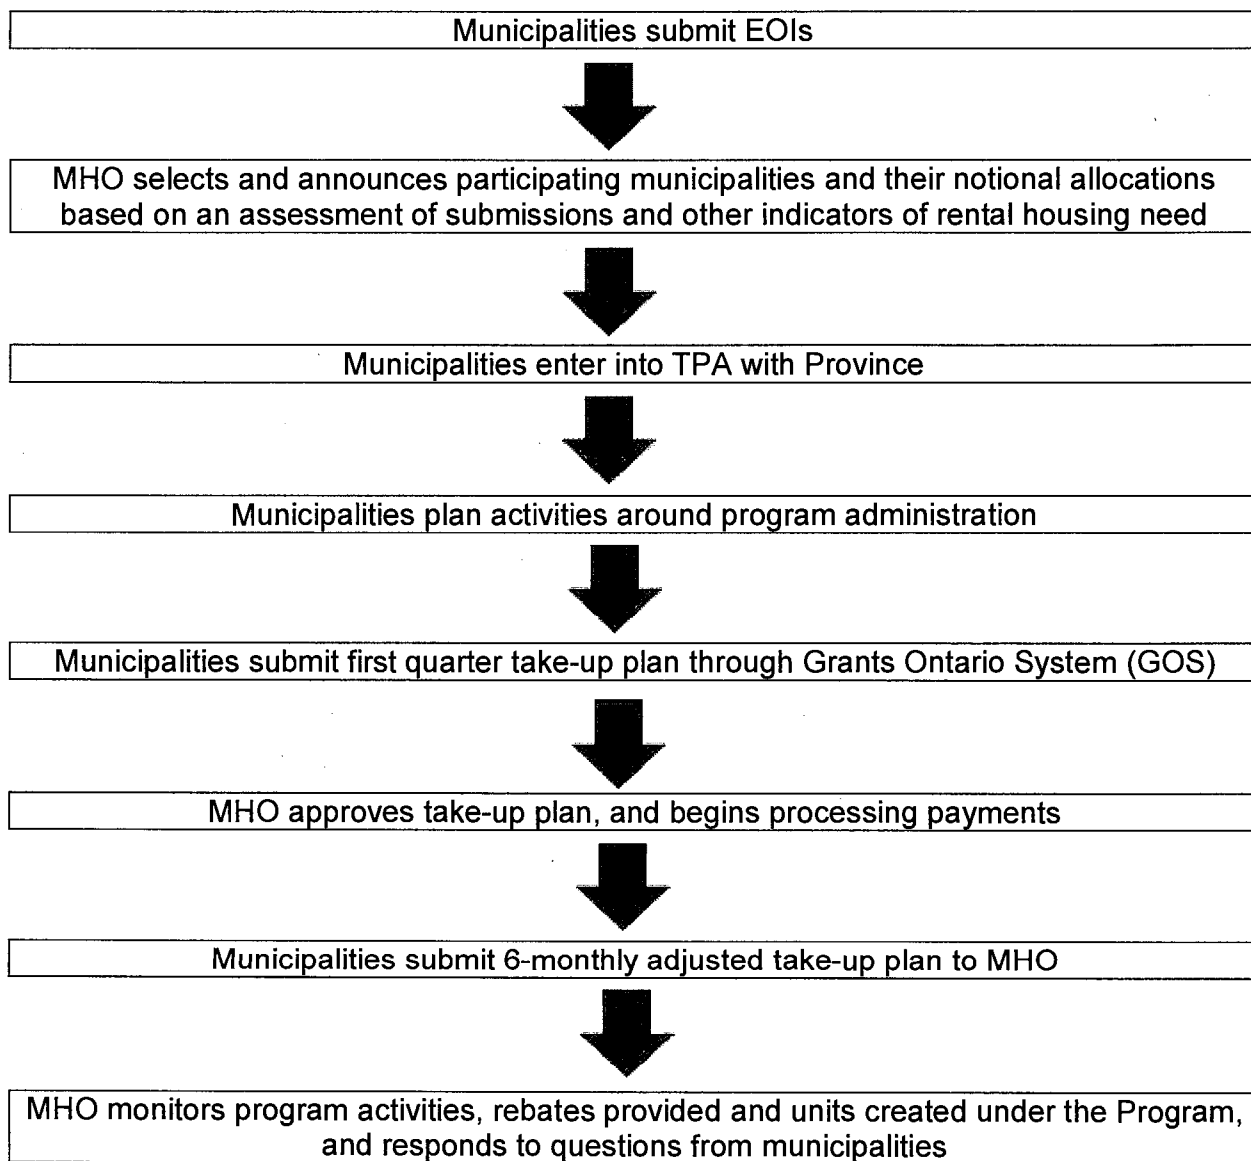 Municipalities submit EOIs
MHO selects and announces participating municipalities and their notional allocations
based on an assessment of submissions and other indicators of rental housing need
Municipalities enter into TPA with Province
Municipalities plan activities around program administration
Municipalities submit first quarter take-up plan through Grants Ontario System (GOS)
MHO approves take-up plan, and begins processing payments
Municipalities submit 6-monthly adjusted take-up plan to MHO
MHO monitors program activities, rebates provided and units created under the Program,
and responds to questions from municipalities